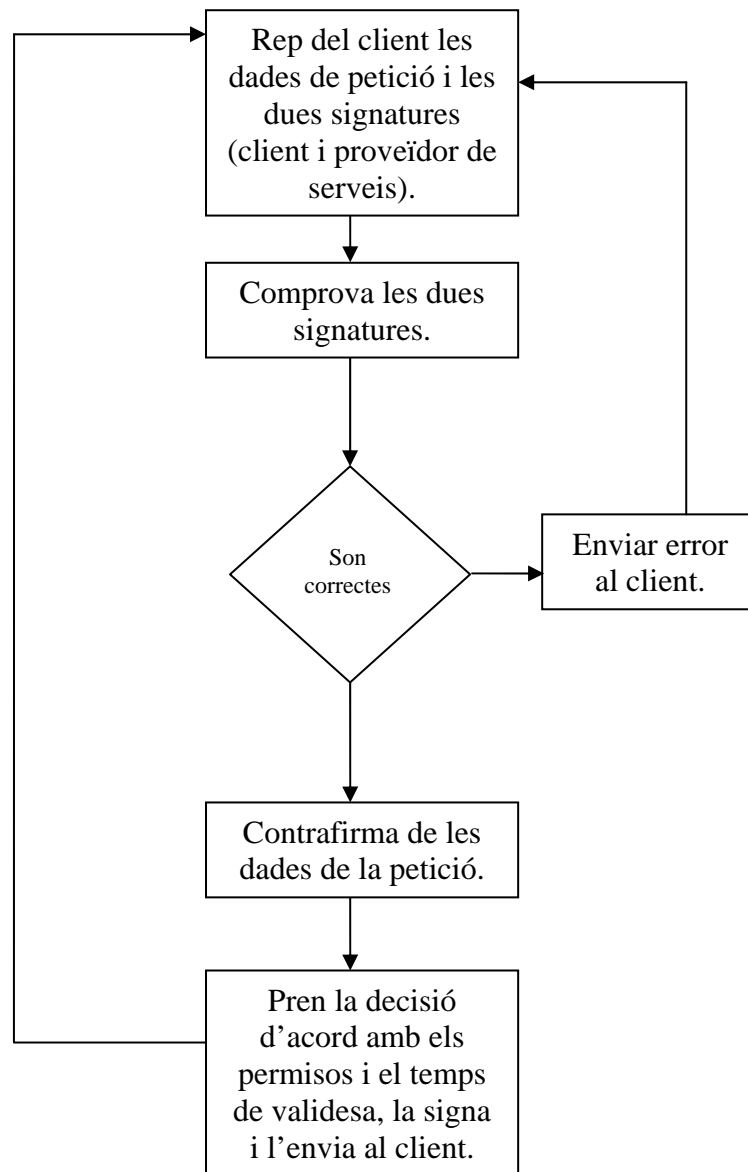 Rep del client les
dades de petició i les
dues signatures
(client i proveïdor de
serveis).
Comprova les dues
signatures.
Son
correctes
Enviar error
al client.
Contrafirma de les
dades de la petició.
Pren la decisió
d’acord amb els
permisos i el temps
de validesa, la signa
i l’envia al client.